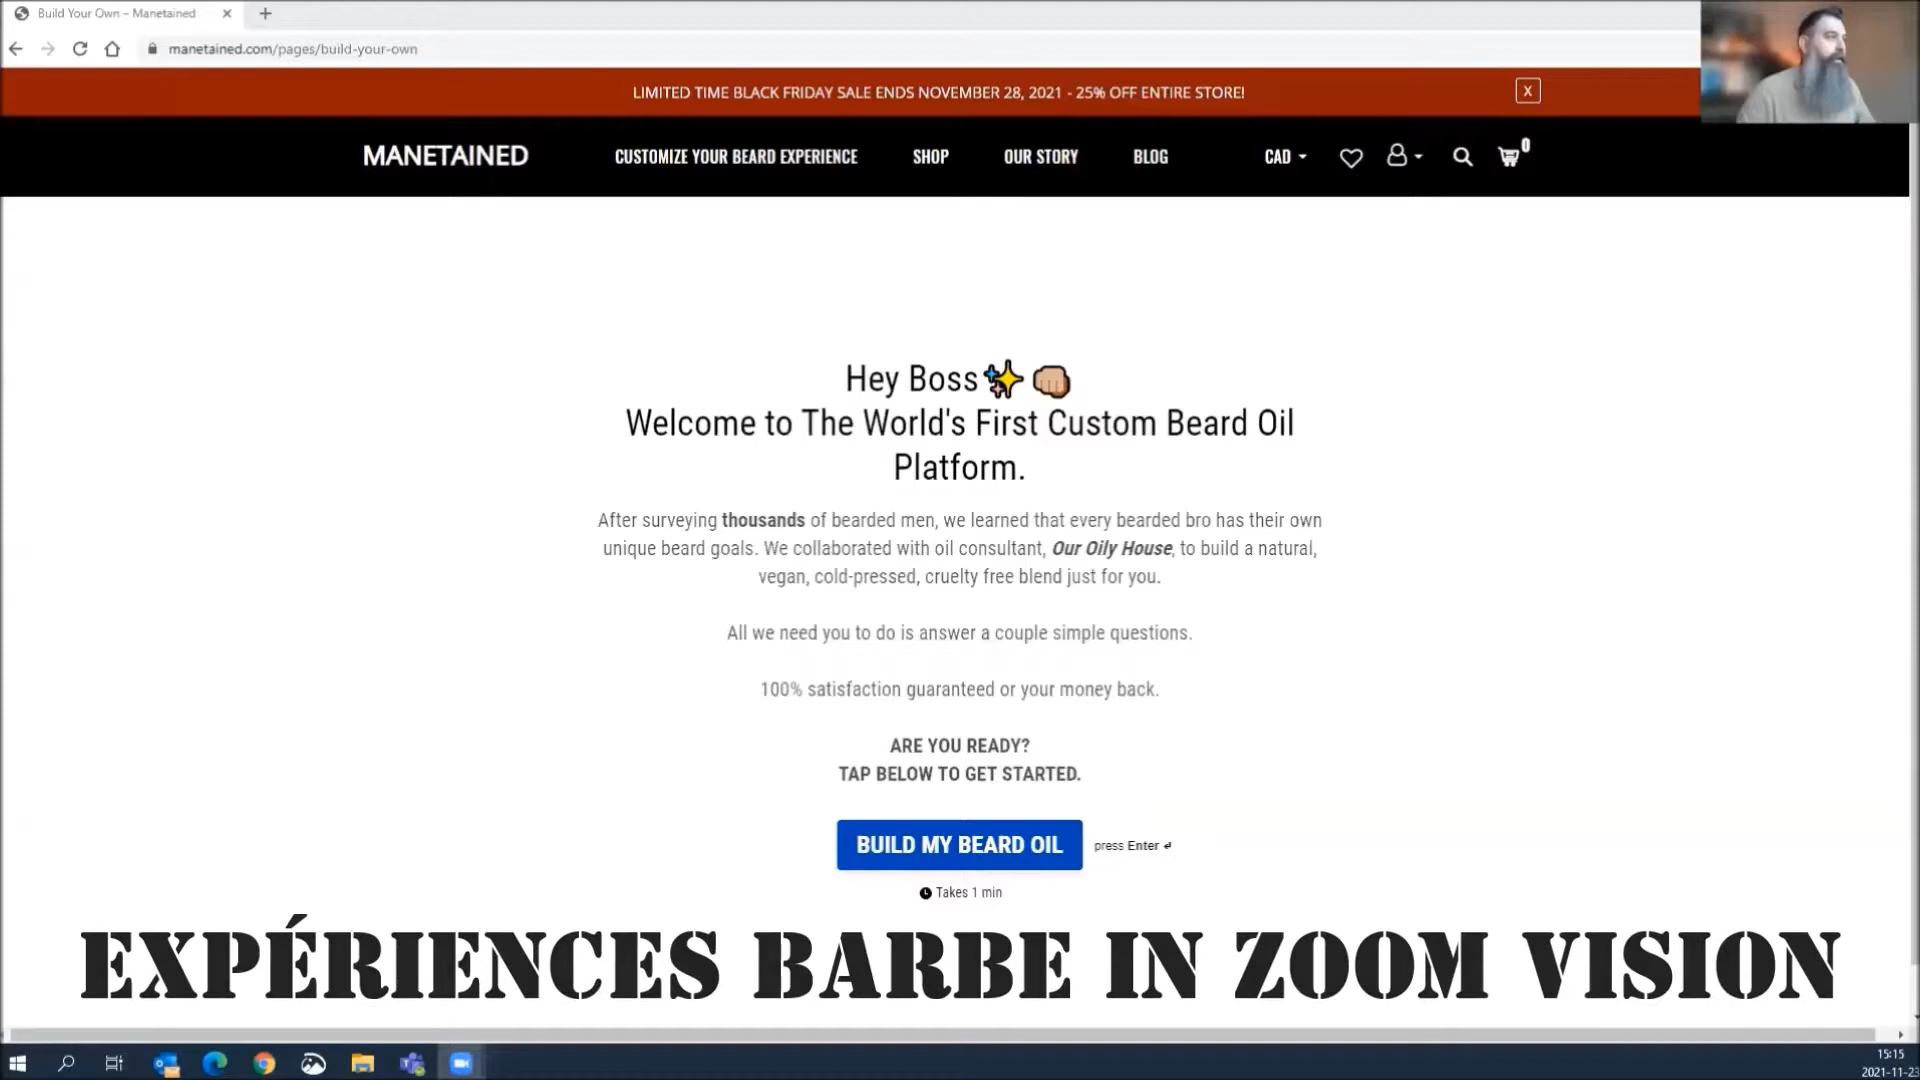 Build Your Own – Manetained
manetained.com/pages/build-your-own
LIMITED TIME BLACK FRIDAY SALE ENDS NOVEMBER 28, 2021 - 25% OFF ENTIRE STORE!
X
MANETAINED
CUSTOMIZE YOUR BEARD EXPERIENCE
SHOP
OUR STORY
BLOG
CAD
0
Hey Boss✨👊🏼
Welcome to The World's First Custom Beard Oil
Platform.
After surveying thousands of bearded men, we learned that every bearded bro has their own
unique beard goals. We collaborated with oil consultant, Our Oily House, to build a natural,
vegan, cold-pressed, cruelty free blend just for you.
All we need you to do is answer a couple simple questions.
100% satisfaction guaranteed or your money back.
ARE YOU READY?
TAP BELOW TO GET STARTED.
BUILD MY BEARD OIL
press Enter ↵
Takes 1 min
EXPÉRIENCES BARBE IN ZOOM VISION
15:15
2021-11-23